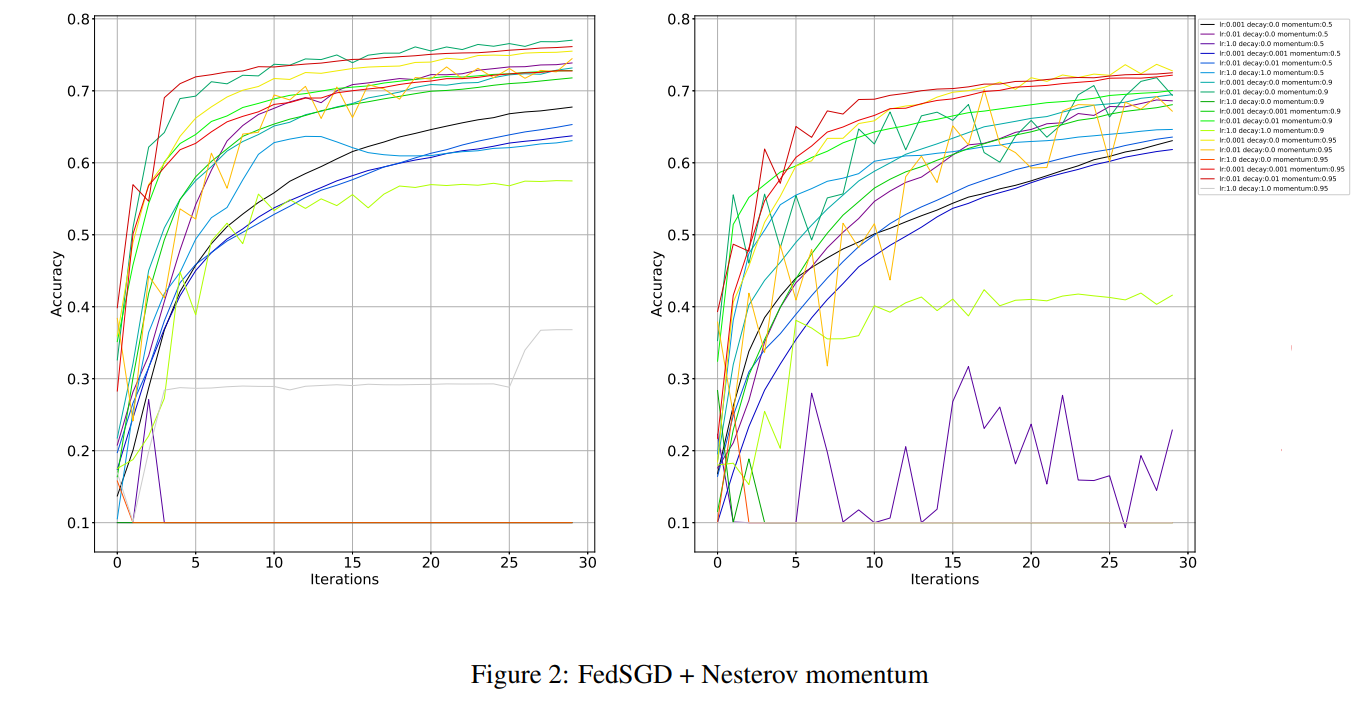 0.8
0.7
0.6
0.5
0.4
0.3
0.2
0.1
Accuracy
0 5 10 15 20 25 30
Iterations
0.8
0.7
0.6
0.5
0.4
0.3
0.2
0.1
Accuracy
0 5 10 15 20 25 30
Iterations
lr:0.001 decay:0.0 momentum:0.5
lr:0.01 decay:0.0 momentum:0.5
lr:1.0 decay:0.0 momentum:0.5
lr:0.001 decay:0.001 momentum:0.5
lr:0.01 decay:0.01 momentum:0.5
lr:1.0 decay:1.0 momentum:0.5
lr:0.001 decay:0.0 momentum:0.9
lr:0.01 decay:0.0 momentum:0.9
lr:1.0 decay:0.0 momentum:0.9
lr:0.001 decay:0.001 momentum:0.9
lr:0.01 decay:0.01 momentum:0.9
lr:1.0 decay:1.0 momentum:0.9
lr:0.001 decay:0.0 momentum:0.95
lr:0.01 decay:0.0 momentum:0.95
lr:1.0 decay:0.0 momentum:0.95
lr:0.001 decay:0.001 momentum:0.95
lr:0.01 decay:0.01 momentum:0.95
lr:1.0 decay:1.0 momentum:0.95
Figure 2: FedSGD + Nesterov momentum